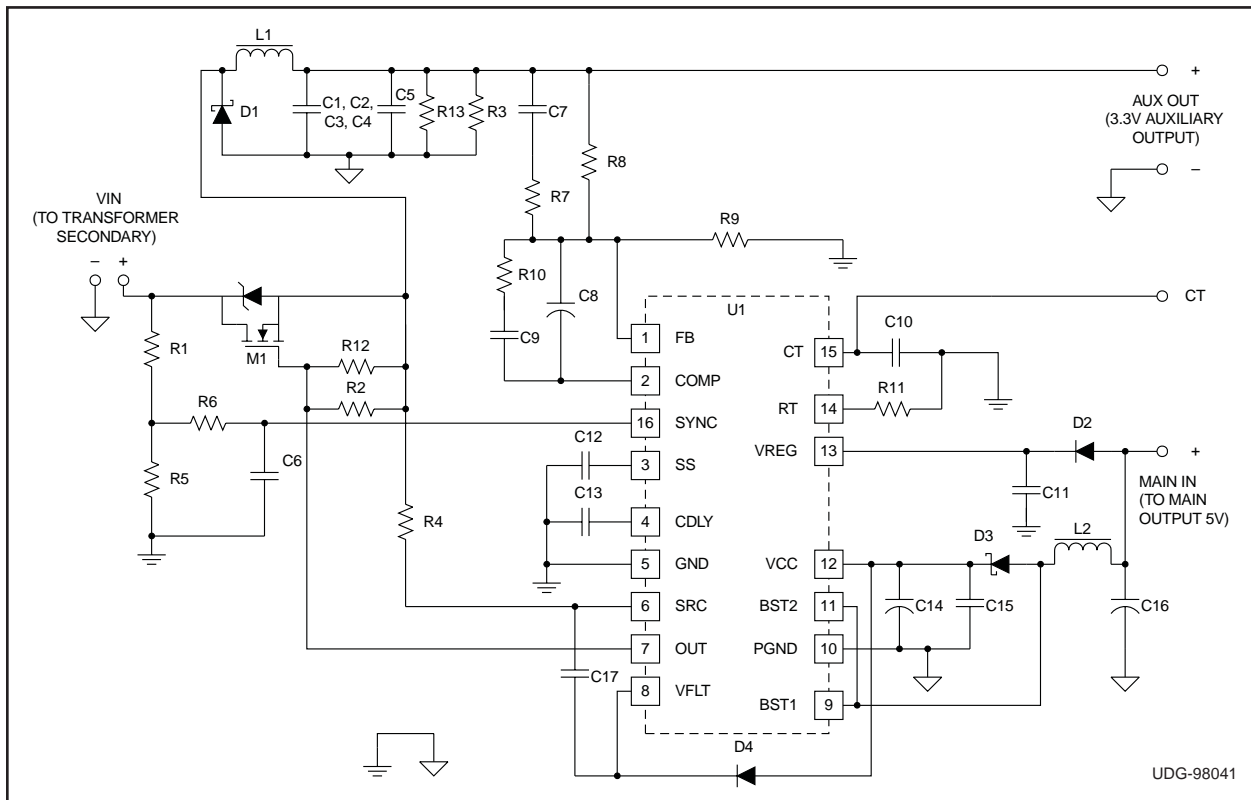 L1
D1
C1, C2,
C3, C4
C5
R13
R3
C7
R8
+
AUX OUT
(3.3V AUXILIARY
OUTPUT)
–
R7
VIN
(TO TRANSFORMER
SECONDARY)
– +
R9
R10
C8
C9
U1
CT
R1
M1
R12
R2
R6
R5
C6
R4
1 FB
2 COMP
16 SYNC
3 SS
4 CDLY
5 GND
6 SRC
7 OUT
8 VFLT
CT 15
RT 14
VREG 13
VCC 12
BST2 11
PGND 10
BST1 9
C10
R11
D2
+
MAIN IN
(TO MAIN
OUTPUT 5V)
C11
C12
C13
D3
L2
C14
C15
C16
C17
D4
UDG-98041